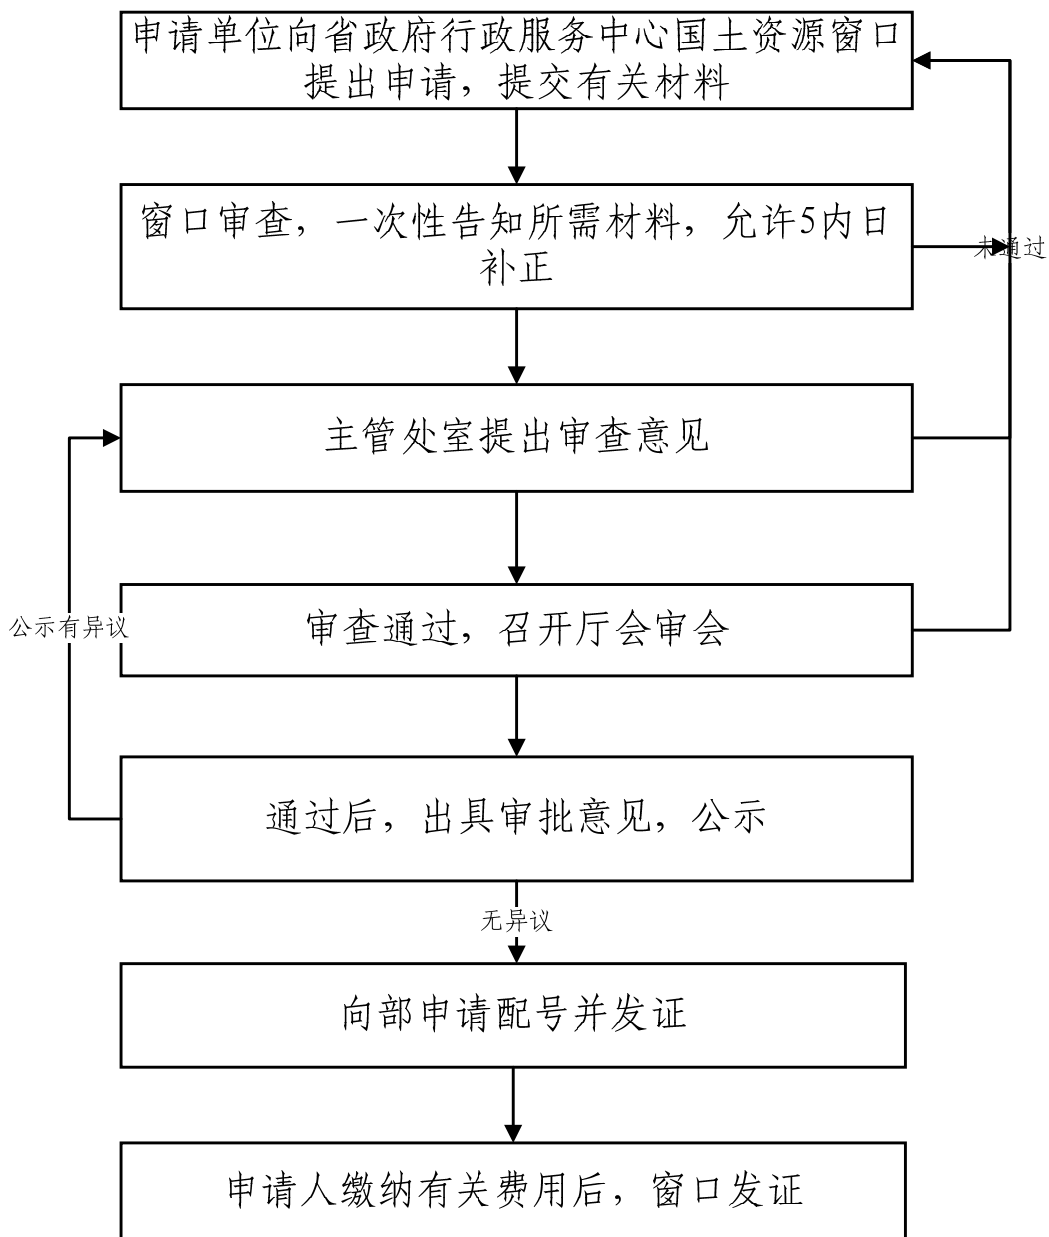 申请单位向省政府行政服务中心国土资源窗口
提出申请，提交有关材料
窗口审查，一次性告知所需材料，允许5内日
补正
未通过
主管处室提出审查意见
公示有异议
审查通过，召开厅会审会
通过后，出具审批意见，公示
无异议
向部申请配号并发证
申请人缴纳有关费用后，窗口发证